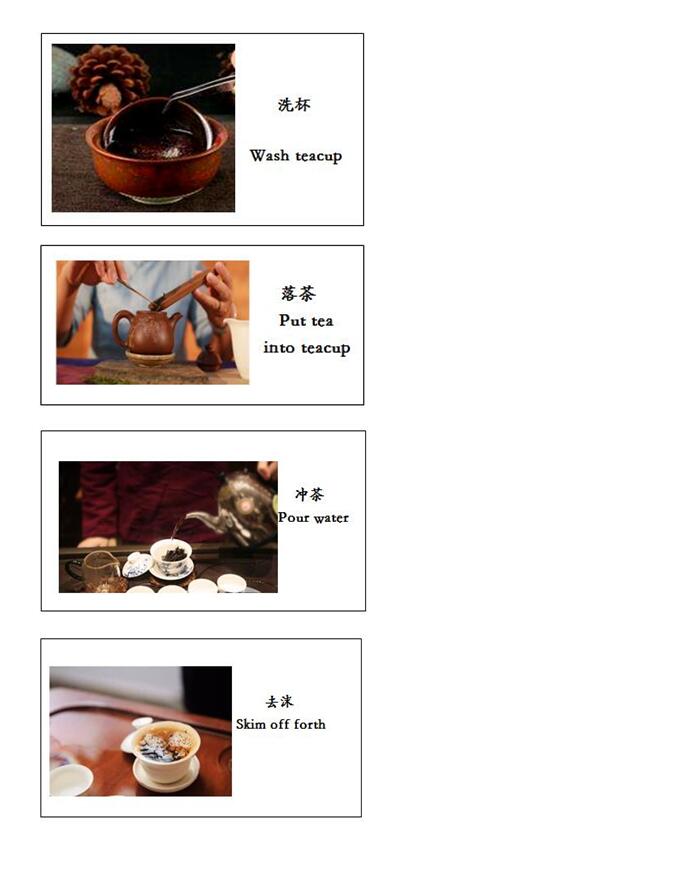 洗杯
Wash teacup
落茶
Put tea
into teacup
冲茶
Pour water
去沫
Skim off forth